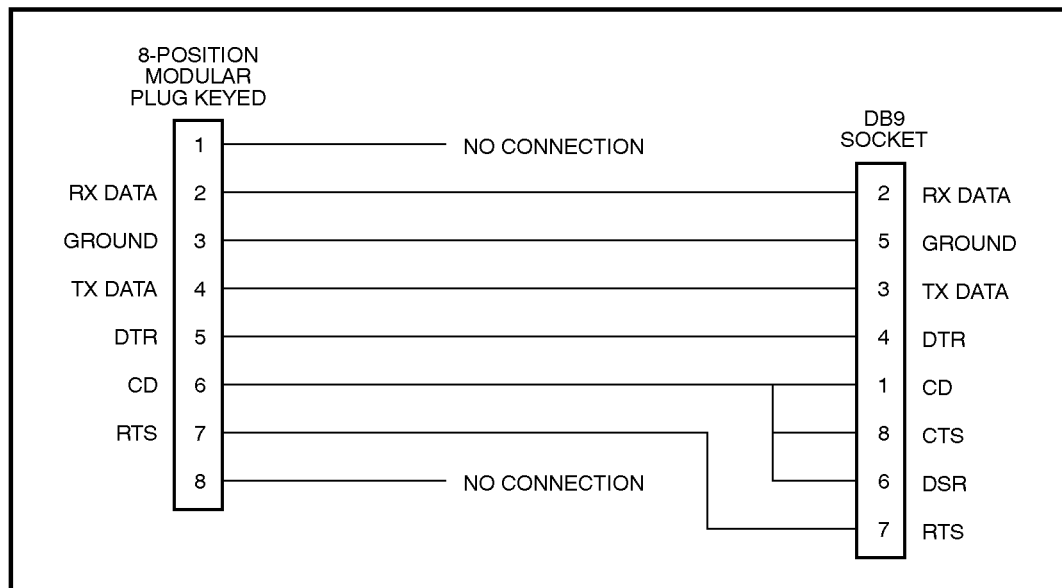 8-POSITION
MODULAR
PLUG KEYED
DB9
SOCKET
1 NO CONNECTION
RX DATA 2 2 RX DATA
GROUND 3 5 GROUND
TX DATA 4 3 TX DATA
DTR 5 4 DTR
CD 6 1 CD
RTS 7 8 CTS
8 NO CONNECTION 6 DSR
7 RTS